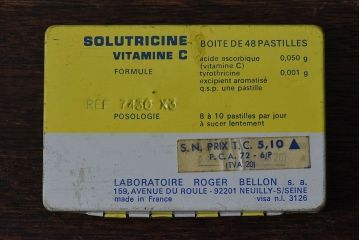 SOLUTRICINE
VITAMINE C
FORMULE
BOITE DE 48 PASTILLES
acide ascorbique 0,050 g
(vitamine C)
tyrothricine 0,001 g
excipient aromatisé
q.s.p. une pastille
REF 7430 X3
POSOLOGIE
8 à 10 pastilles par jour
à sucer lentement
S.N. PRIX T.C. 5,10
P.C.A. 72 - 6/P
(TVA 20)
LABORATOIRE ROGER BELLON s. a.
159, AVENUE DU ROULE - 92201 NEUILLY-S/SEINE
made in France visa n.l. 3126